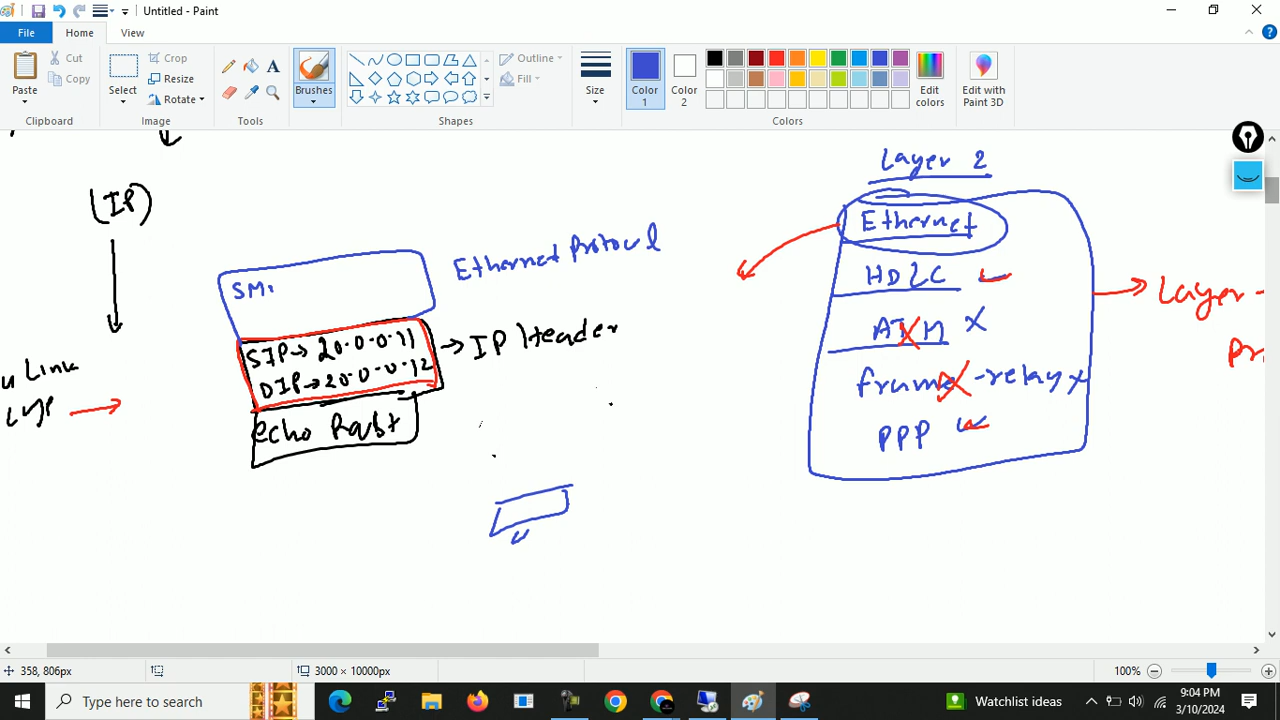 Untitled - Paint
File
Home
View
Paste
Cut
Copy
Clipboard
Select
Crop
Resize
Rotate
Image
Tools
Brushes
Shapes
Outline
Fill
Size
Color 1
Color 2
Colors
Edit colors
Edit with Paint 3D
(IP)
Layer 2
Ethernet
HDLC
ATM
frame-relay
PPP
Layer -
Ethernet Protocol
SM
SIP→ 20.0.0.11
DIP→20.0.0.12
IP Header
echo
Link
358, 806px
3000 × 10000px
100%
Type here to search
Watchlist ideas
9:04 PM
3/10/2024